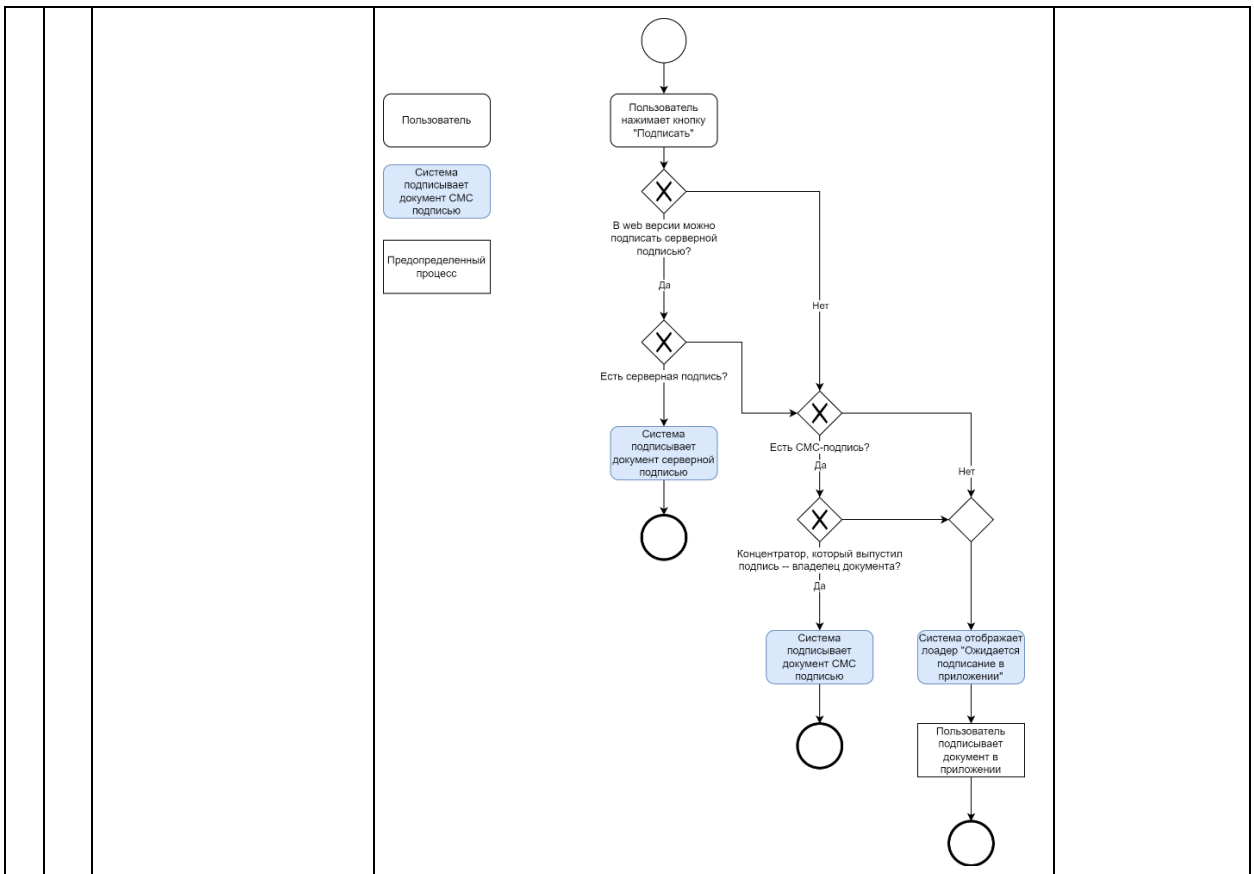 Пользователь
Система
подписывает
документ СМС
подписью
Предопределенный
процесс
Пользователь
нажимает кнопку
"Подписать"
В web версии можно
подписать серверной
подписью?
Да
Нет
Есть серверная подпись?
Система
подписывает
документ серверной
подписью
Есть СМС-подпись?
Да
Нет
Концентратор, который выпустил
подпись -- владелец документа?
Да
Система
подписывает
документ СМС
подписью
Система отображает
лоадер "Ожидается
подписание в
приложении"
Пользователь
подписывает
документ в
приложении